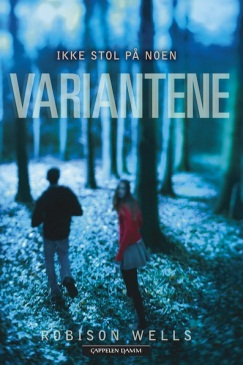 IKKE STOL PÅ NOEN
VARIANTENE
ROBISON WELLS
CAPPELEN DAMM